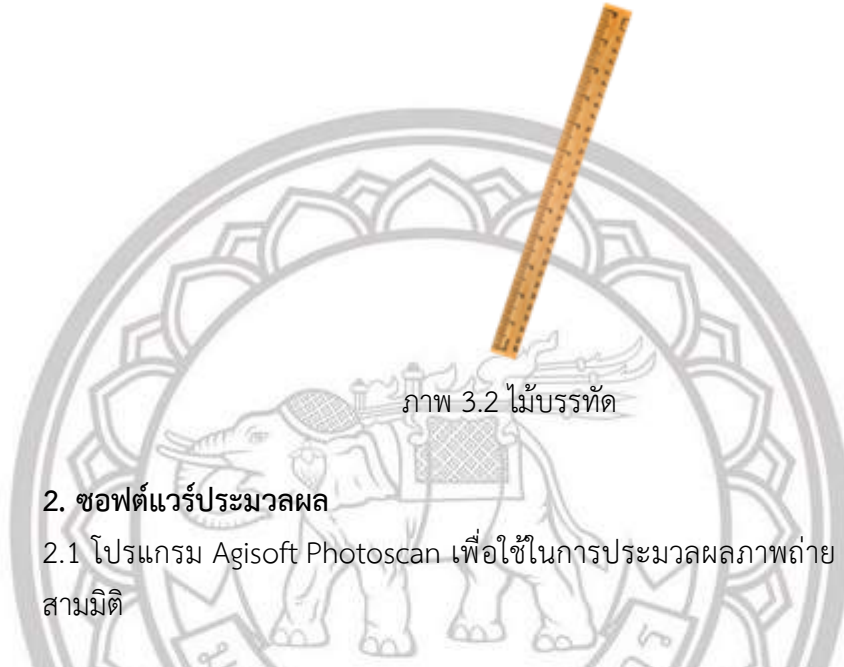 ภาพ 3.2 ไม้บรรทัด
2. ซอฟต์แวร์ประมวลผล
2.1 โปรแกรม Agisoft Photoscan เพื่อใช้ในการประมวลผลภาพถ่าย
สามมิติ